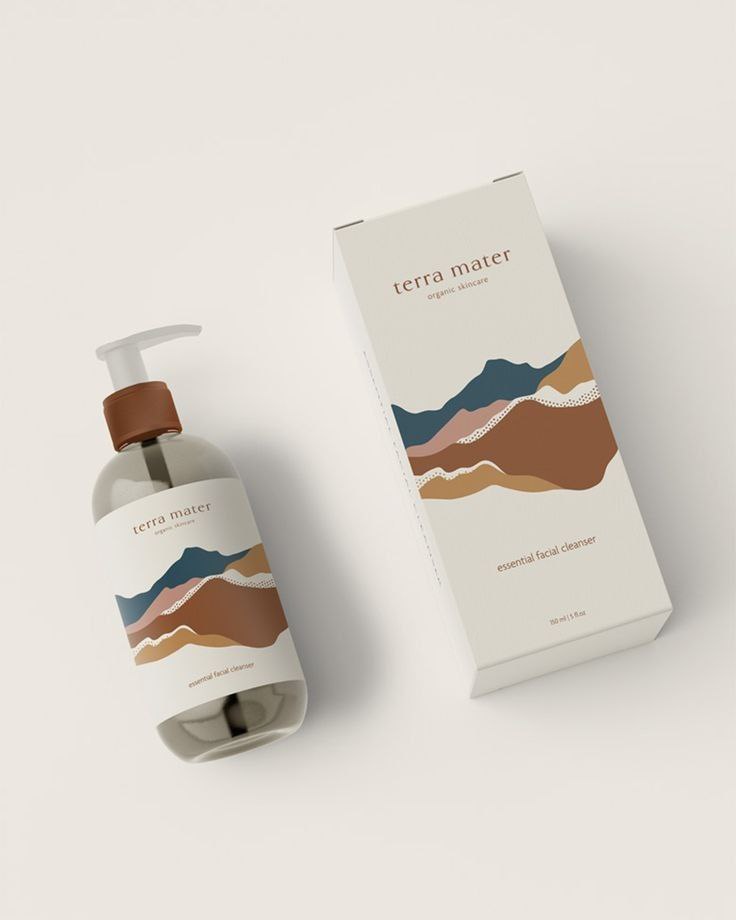 terra mater
organic skincare
essential facial cleanser
terra mater
organic skincare
essential facial cleanser
150 ml | 5 fl.oz